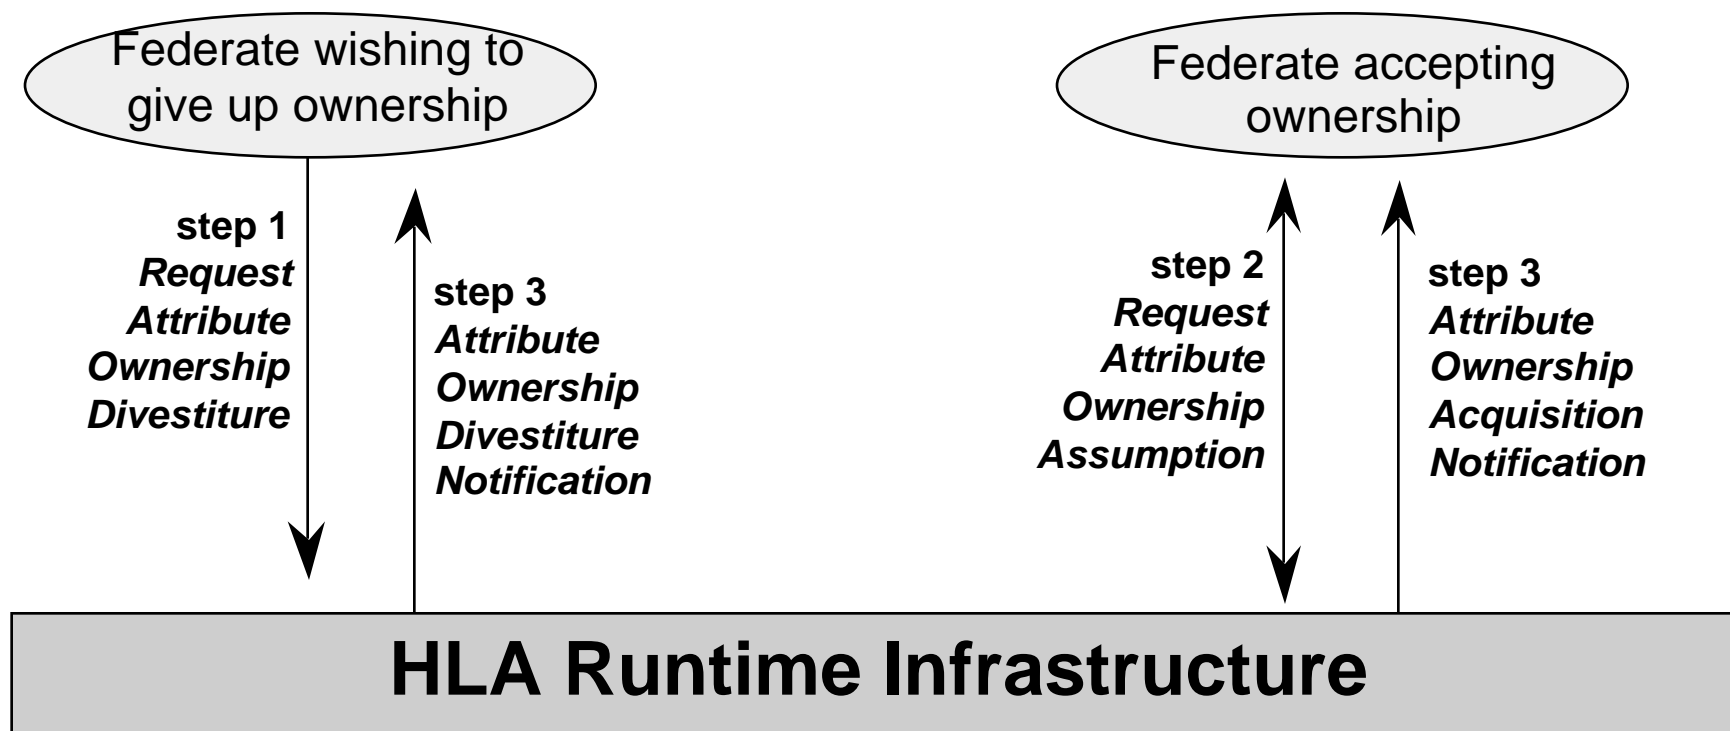 Federate wishing to
give up ownership
Federate accepting
ownership
step 1
Request
Attribute
Ownership
Divestiture
step 3
Attribute
Ownership
Divestiture
Notification
step 2
Request
Attribute
Ownership
Assumption
step 3
Attribute
Ownership
Acquisition
Notification
HLA Runtime Infrastructure